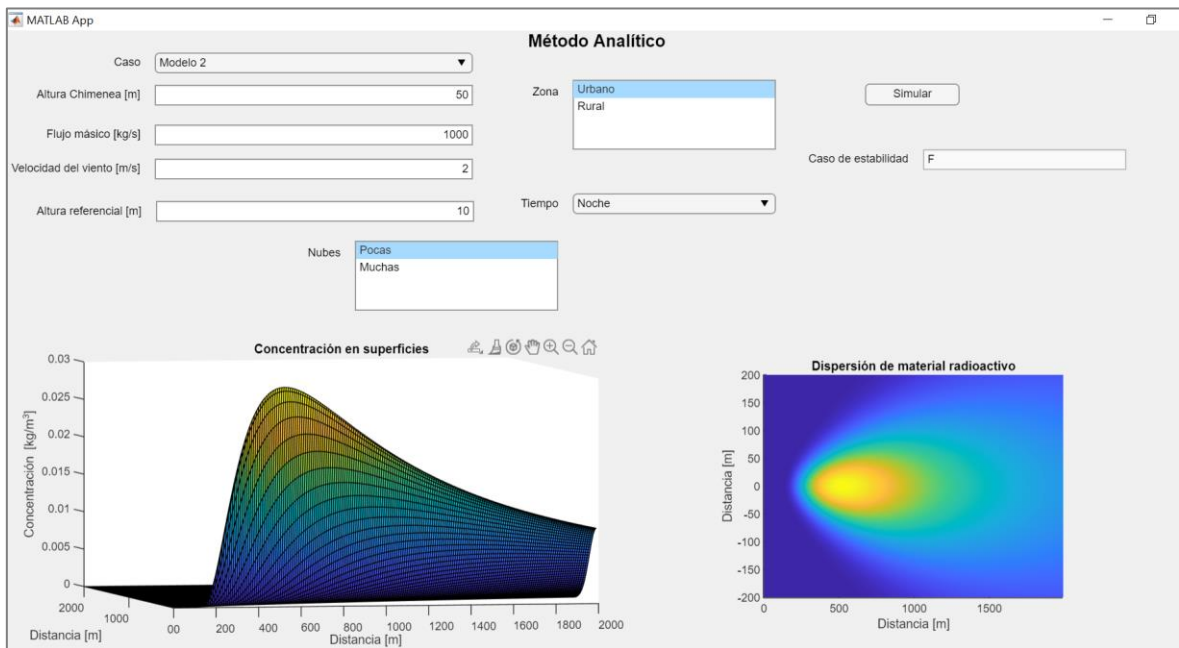 MATLAB App
Método Analítico
Caso
Modelo 2
Altura Chimenea [m]
50
Flujo másico [kg/s]
1000
Velocidad del viento [m/s]
2
Altura referencial [m]
10
Zona
Urbano
Rural
Simular
Caso de estabilidad
F
Tiempo
Noche
Nubes
Pocas
Muchas
Concentración en superficies
Concentración [kg/m³]
0.03
0.025
0.02
0.015
0.01
0.005
0
2000
1000
00
200
400
600
800
1000
1200
1400
1600
1800
2000
Distancia [m]
Distancia [m]
Dispersión de material radioactivo
Distancia [m]
200
150
100
50
0
-50
-100
-150
-200
0
500
1000
1500
Distancia [m]